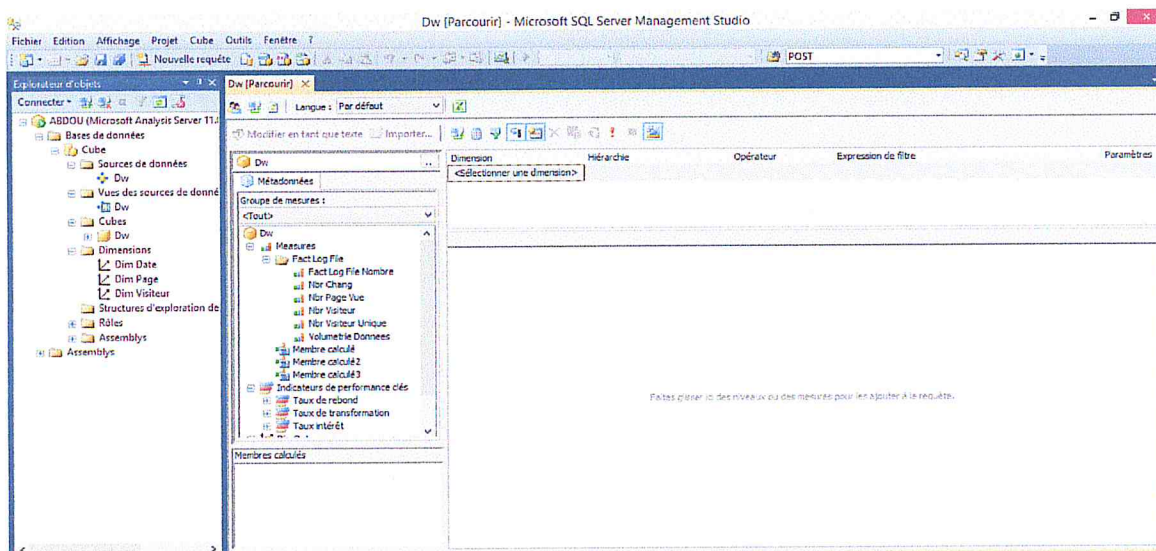 Dw [Parcourir] - Microsoft SQL Server Management Studio
Fichier Edition Affichage Projet Cube Outils Fenêtre ?
Nouvelle requête
POST
Explorateur d'objets
Connecter
ABDOU (Microsoft Analysis Server 11.
Bases de données
Cube
Sources de données
Dw
Vues des sources de donné
Dw
Cubes
Dw
Dimensions
Dim Date
Dim Page
Dim Visiteur
Structures d'exploration de
Rôles
Assemblys
Assemblys
Dw [Parcourir]
Langue : Par défaut
Modifier en tant que texte Importer...
Dw
..
Métadonnées
Groupe de mesures :
<Tout>
Dw
Measures
Fact Log File
Fact Log File Nombre
Nbr Chang
Nbr Page Vue
Nbr Visiteur
Nbr Visiteur Unique
Volumetrie Donnees
Membre calculé
Membre calculé2
Membre calculé3
Indicateurs de performance clés
Taux de rebond
Taux de transformation
Taux intérêt
Membres calculés
Dimension Hiérarchie Opérateur Expression de filtre Paramètres
<Sélectionner une dimension>
Faites glisser ici des niveaux ou des mesures pour les ajouter à la requête.